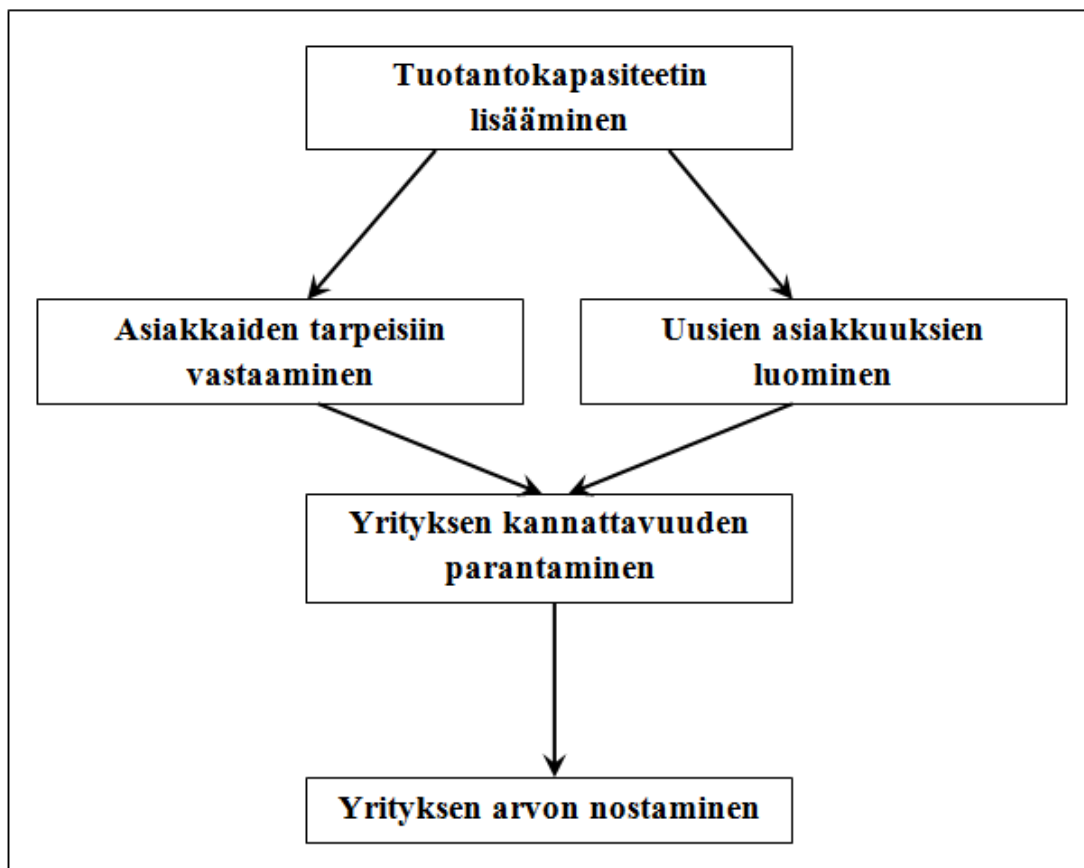 Tuotantokapasiteetin
lisääminen
Asiakkaiden tarpeisiin
vastaaminen
Uusien asiakkuuksien
luominen
Yrityksen kannattavuuden
parantaminen
Yrityksen arvon nostaminen